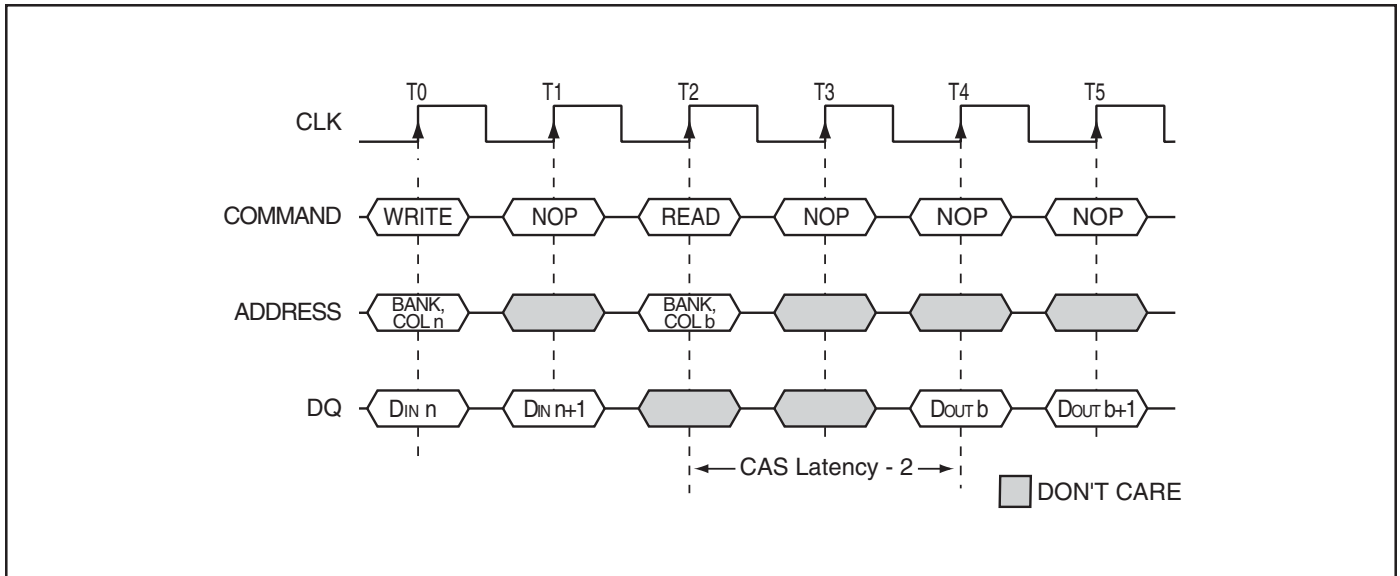 T0 T1 T2 T3 T4 T5
CLK
COMMAND WRITE NOP READ NOP NOP NOP
ADDRESS BANK, COL n BANK, COL b
DQ DIN n DIN n+1 DOUT b DOUT b+1
CAS Latency - 2
DON'T CARE